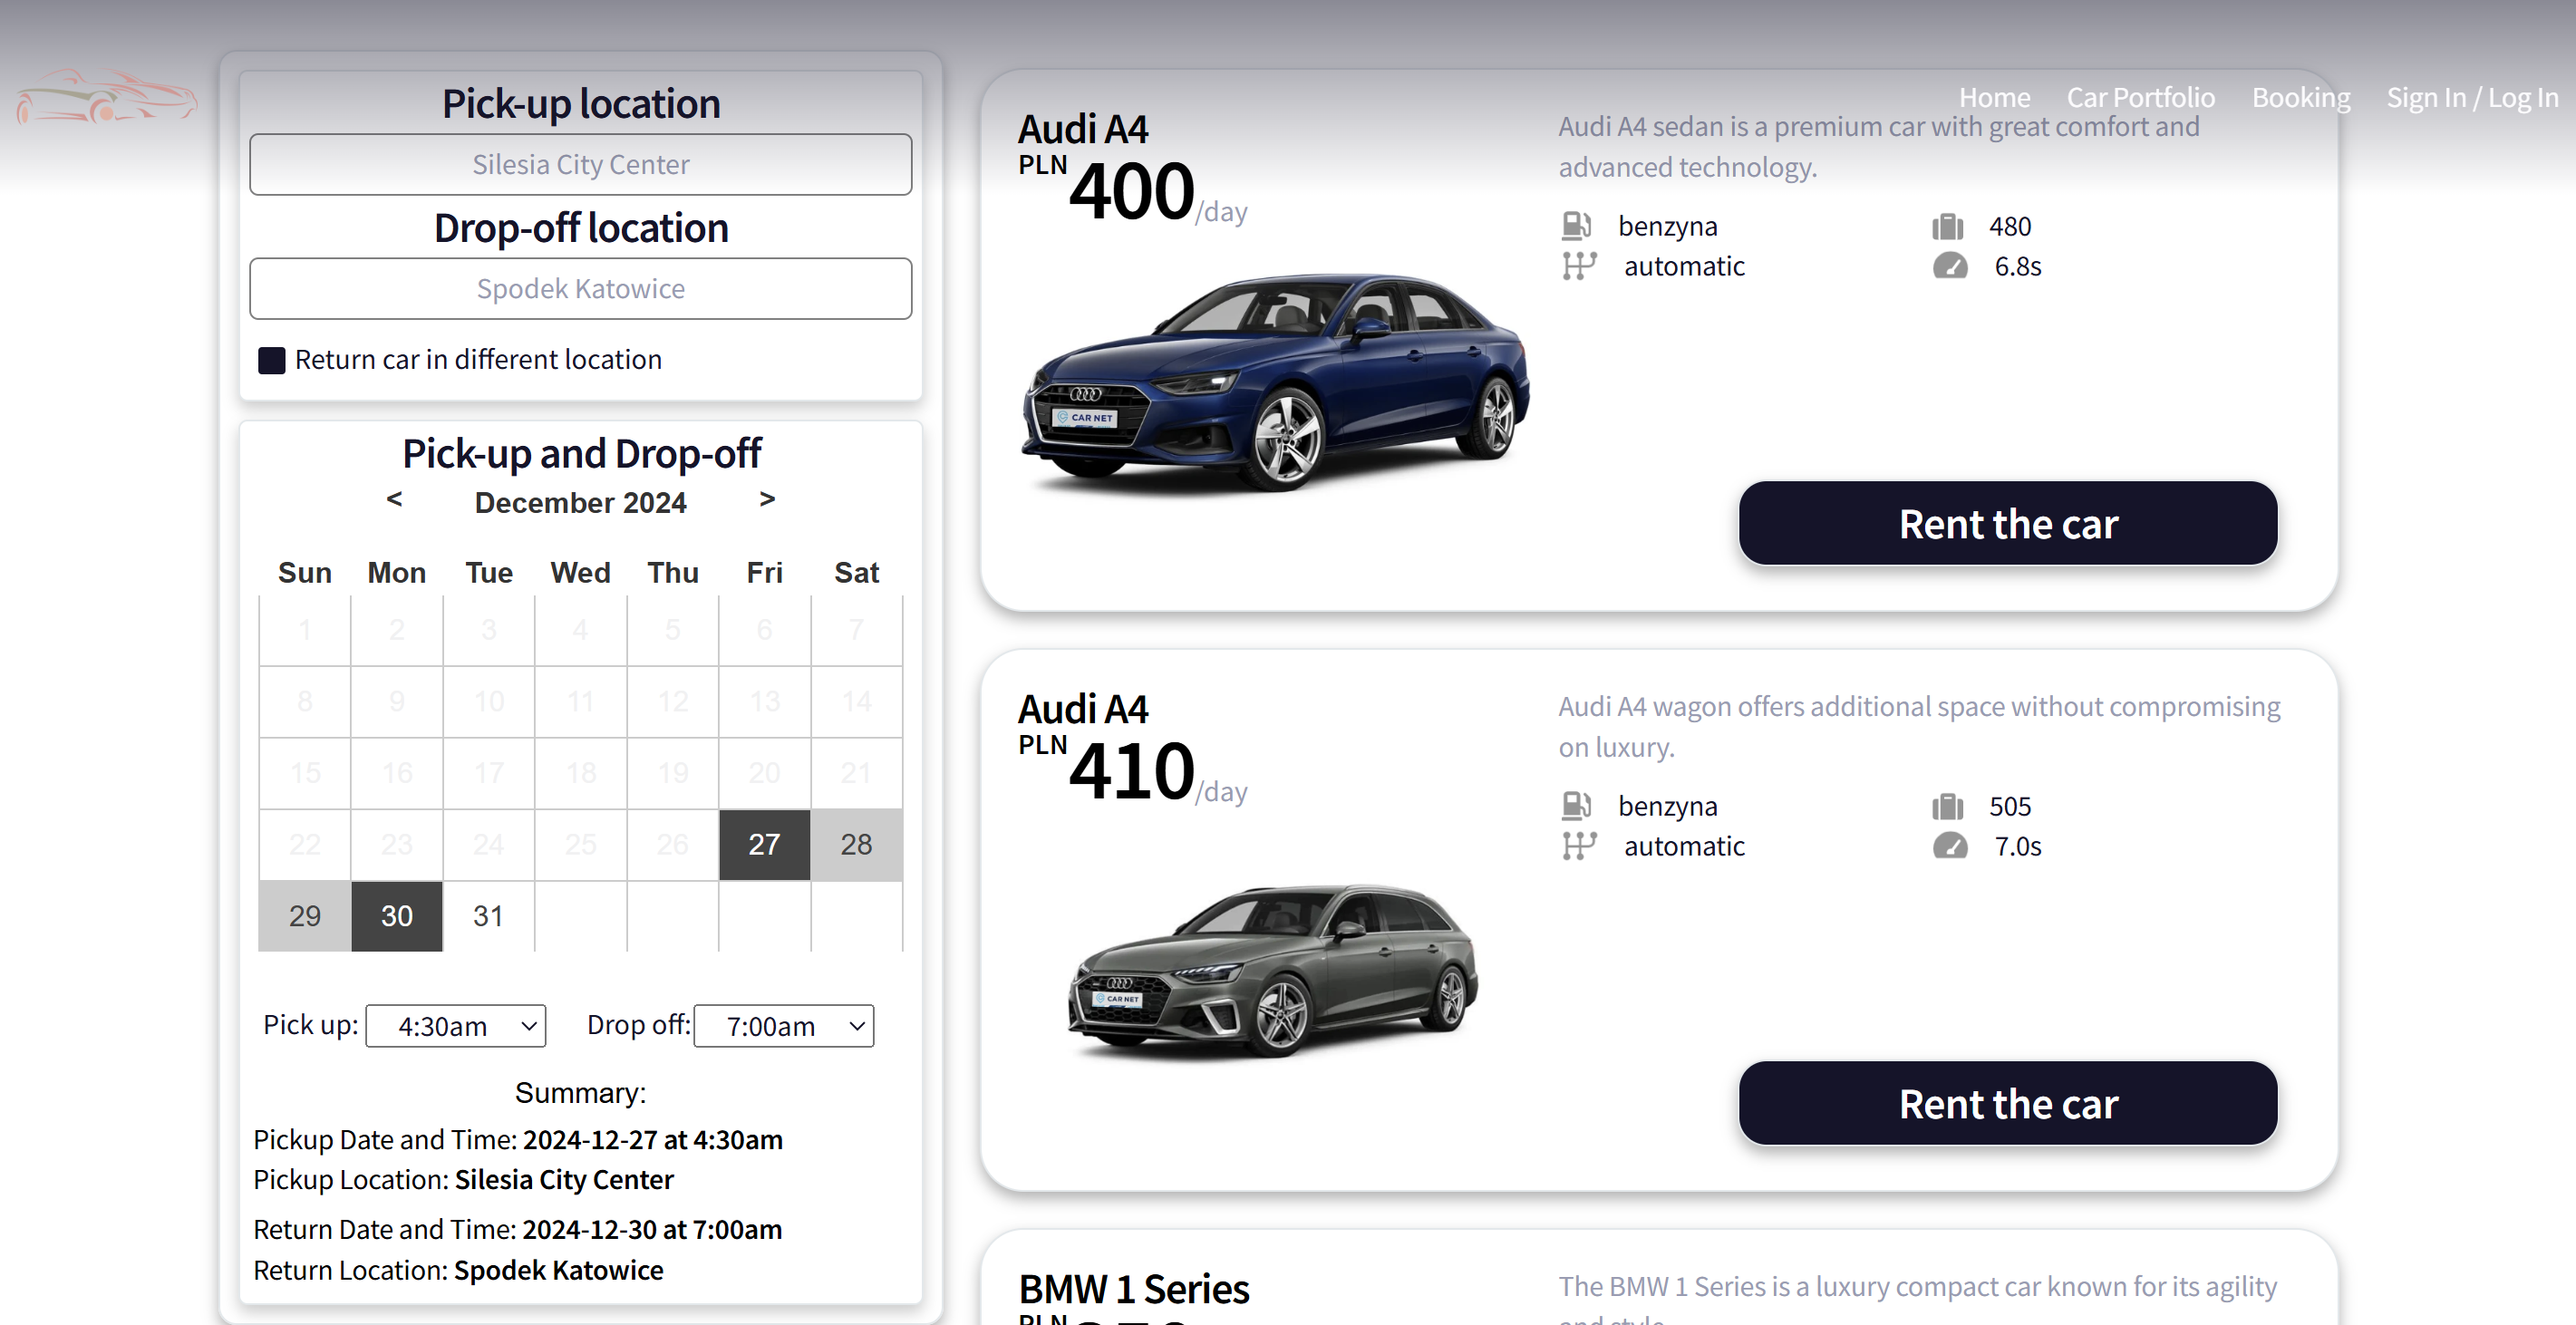 Home Car Portfolio Booking Sign In / Log In
Pick-up location
Silesia City Center
Drop-off location
Spodek Katowice
Return car in different location
Pick-up and Drop-off
< December 2024 >
Sun Mon Tue Wed Thu Fri Sat
1 2 3 4 5 6 7
8 9 10 11 12 13 14
15 16 17 18 19 20 21
22 23 24 25 26 27 28
29 30 31
Pick up: 4:30am Drop off: 7:00am
Summary:
Pickup Date and Time: 2024-12-27 at 4:30am
Pickup Location: Silesia City Center
Return Date and Time: 2024-12-30 at 7:00am
Return Location: Spodek Katowice
Audi A4
PLN 400 /day
CAR NET
Audi A4 sedan is a premium car with great comfort and
advanced technology.
benzyna 480
automatic 6.8s
Rent the car
Audi A4
PLN 410 /day
CAR NET
Audi A4 wagon offers additional space without compromising
on luxury.
benzyna 505
automatic 7.0s
Rent the car
BMW 1 Series
PLN
The BMW 1 Series is a luxury compact car known for its agility
and style.